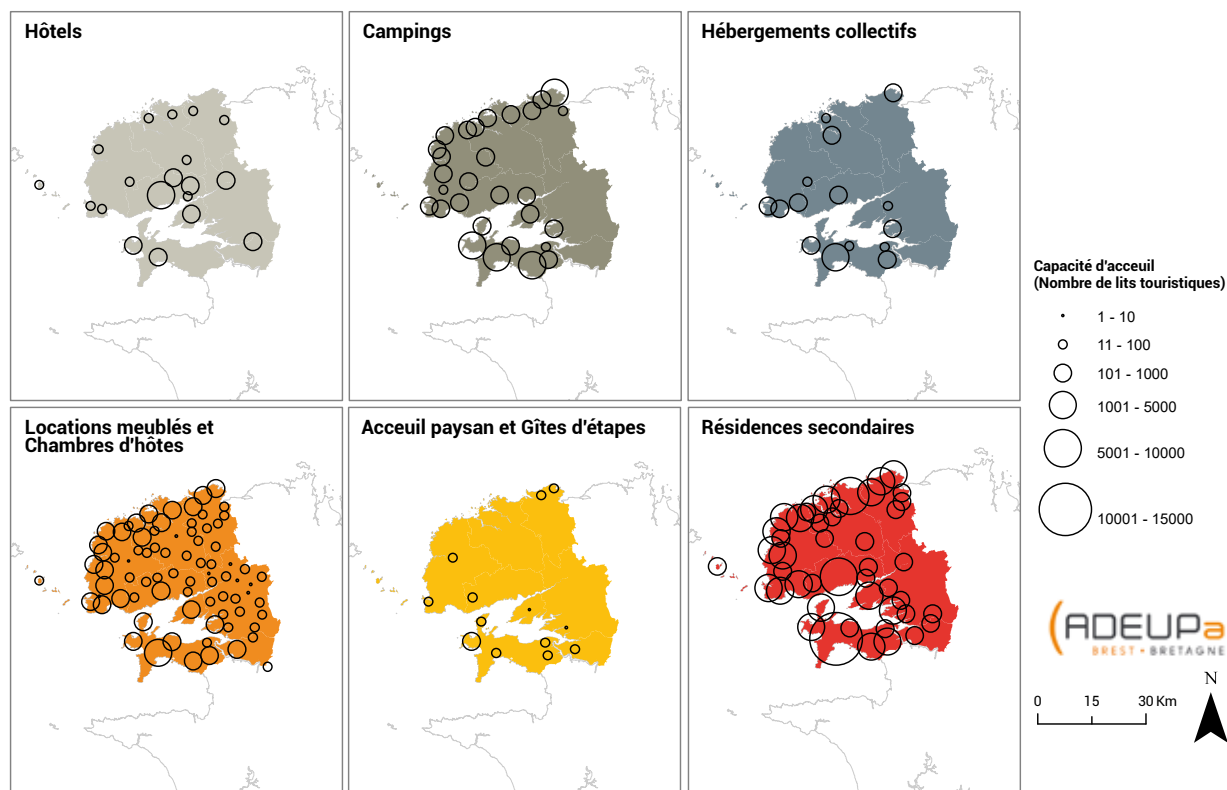 Hôtels
Campings
Hébergements collectifs
Locations meublés et
Chambres d'hôtes
Acceuil paysan et Gîtes d'étapes
Résidences secondaires
Capacité d'acceuil
(Nombre de lits touristiques)
1 - 10
11 - 100
101 - 1000
1001 - 5000
5001 - 10000
10001 - 15000
ADEUPa
BREST • BRETAGNE
N
0 15 30 Km